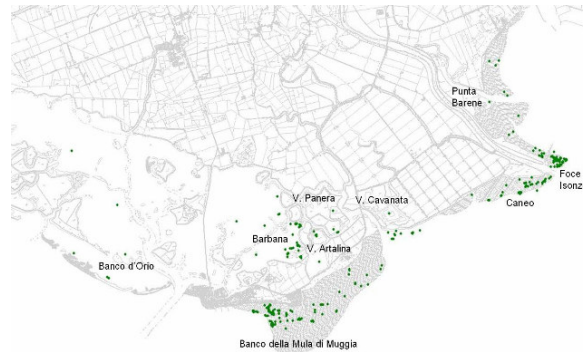 Punta
Barene
Foce
Isonz
Caneo
V. Panera
V. Cavanata
Barbana
V. Artalina
Banco d'Orio
Banco della Mula di Muggia